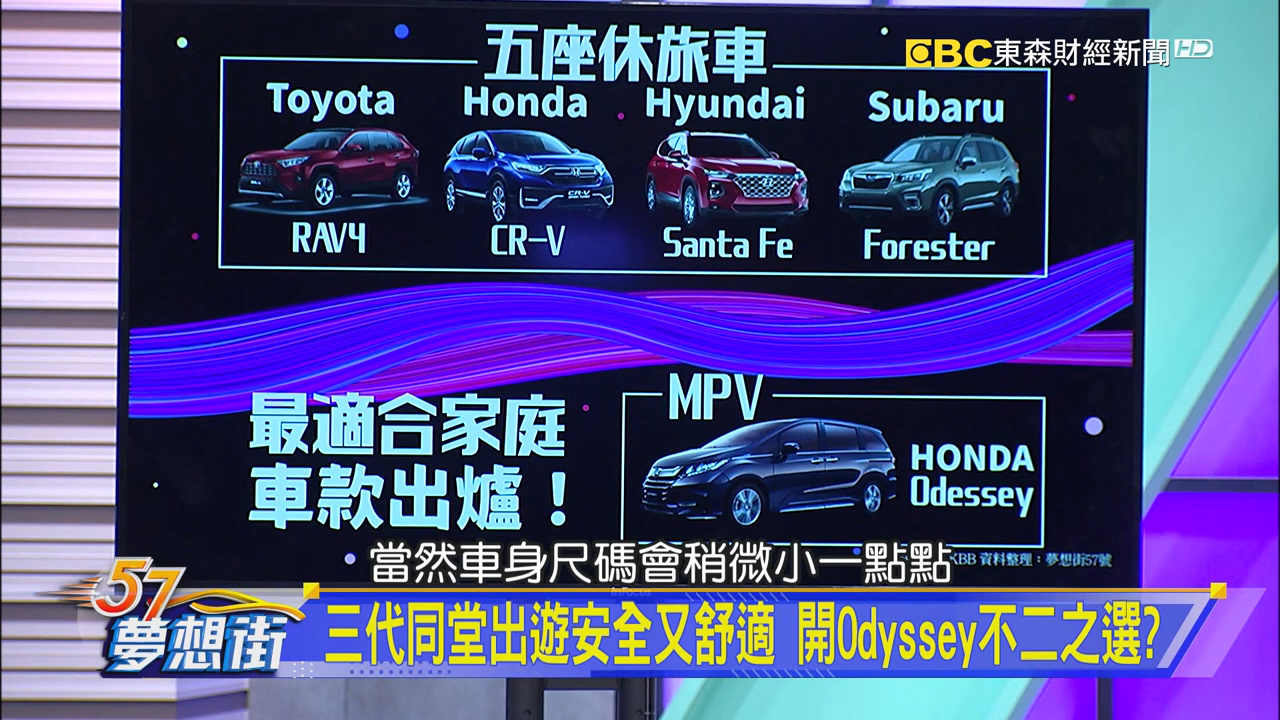 五座休旅車
EBC東森財經新聞HD
Toyota Honda Hyundai Subaru
RAV4 CR-V Santa Fe Forester
最適合家庭
車款出爐！
MPV
HONDA
Odessey
KBB 資料整理：夢想街57號
當然車身尺碼會稍微小一點點
InFocus
57
夢想街
三代同堂出遊安全又舒適 開Odyssey不二之選?